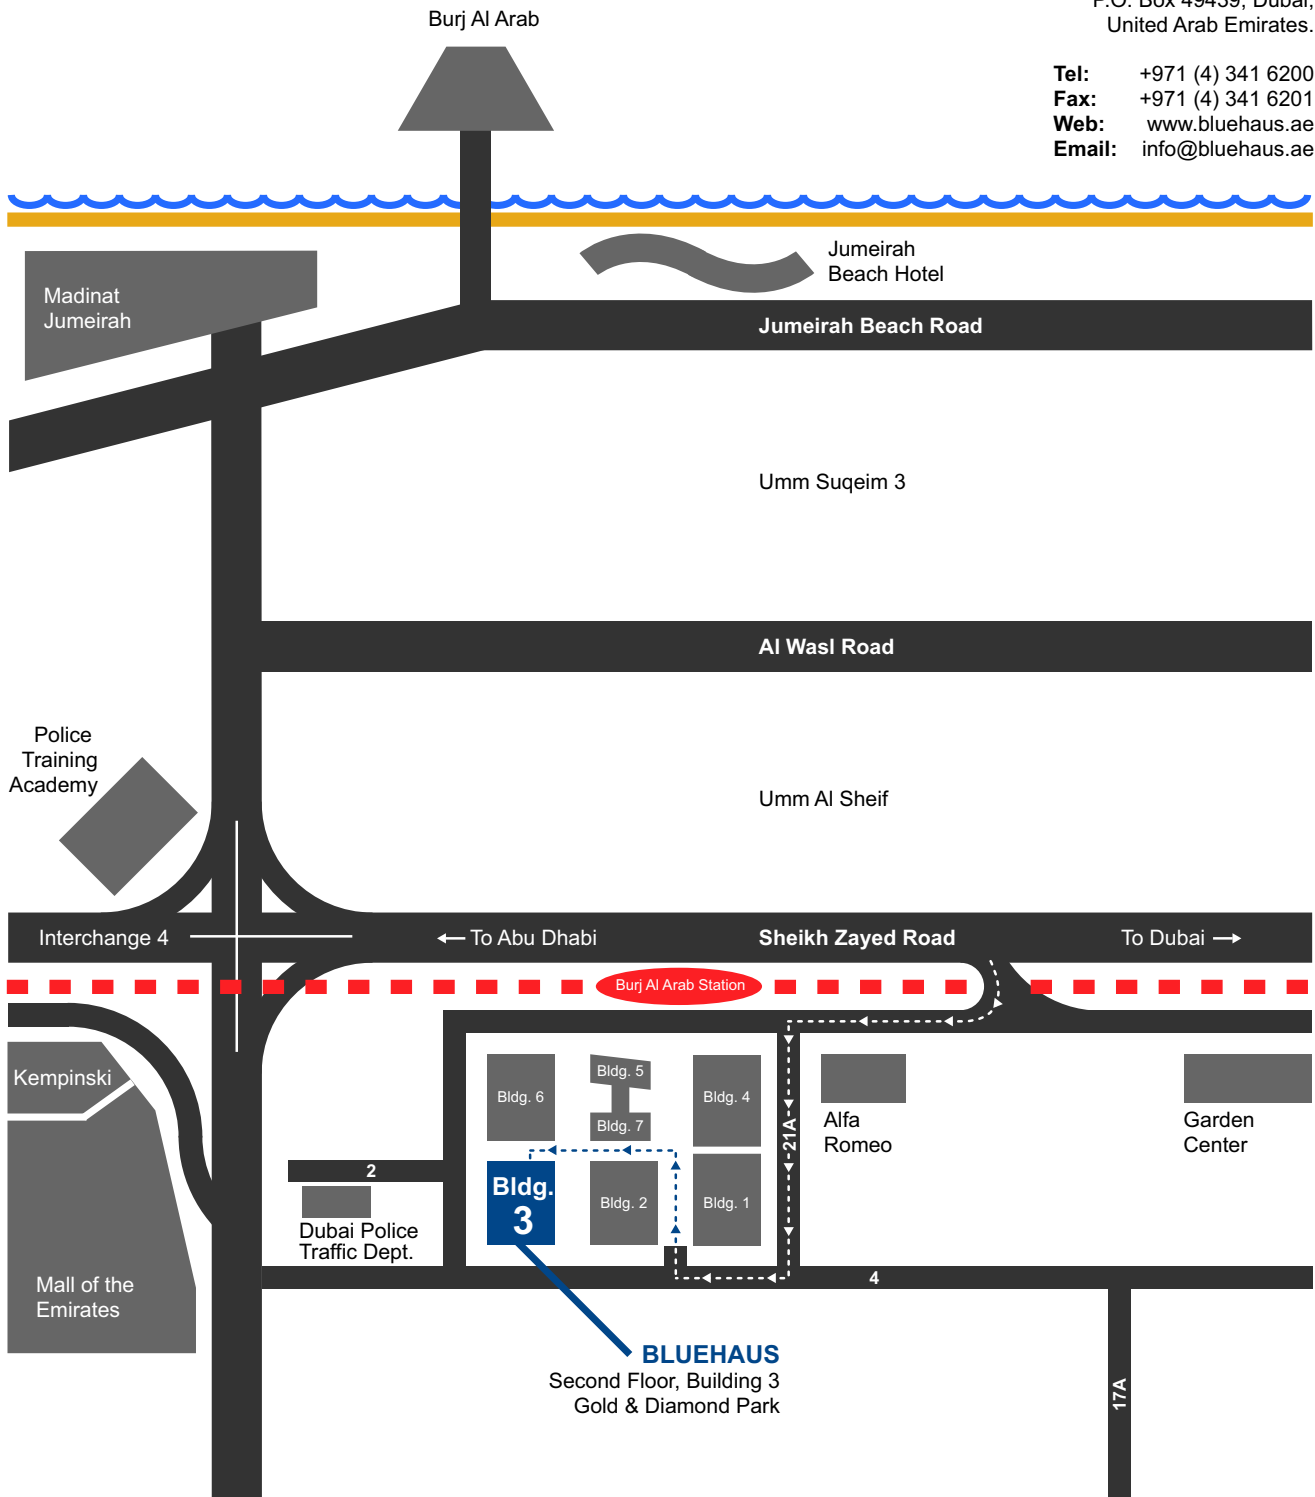 P.O. Box 49439, Dubai,
United Arab Emirates.
Tel: +971 (4) 341 6200
Fax: +971 (4) 341 6201
Web: www.bluehaus.ae
Email: info@bluehaus.ae
Burj Al Arab
Jumeirah
Beach Hotel
Madinat
Jumeirah
Jumeirah Beach Road
Umm Suqeim 3
Al Wasl Road
Police
Training
Academy
Umm Al Sheif
Interchange 4
← To Abu Dhabi
Sheikh Zayed Road
To Dubai →
Burj Al Arab Station
Kempinski
Bldg. 6
Bldg. 5
Bldg. 7
Bldg. 4
21A
Alfa
Romeo
Garden
Center
2
Dubai Police
Traffic Dept.
Bldg.
3
Bldg. 2
Bldg. 1
4
Mall of the
Emirates
BLUEHAUS
Second Floor, Building 3
Gold & Diamond Park
17A